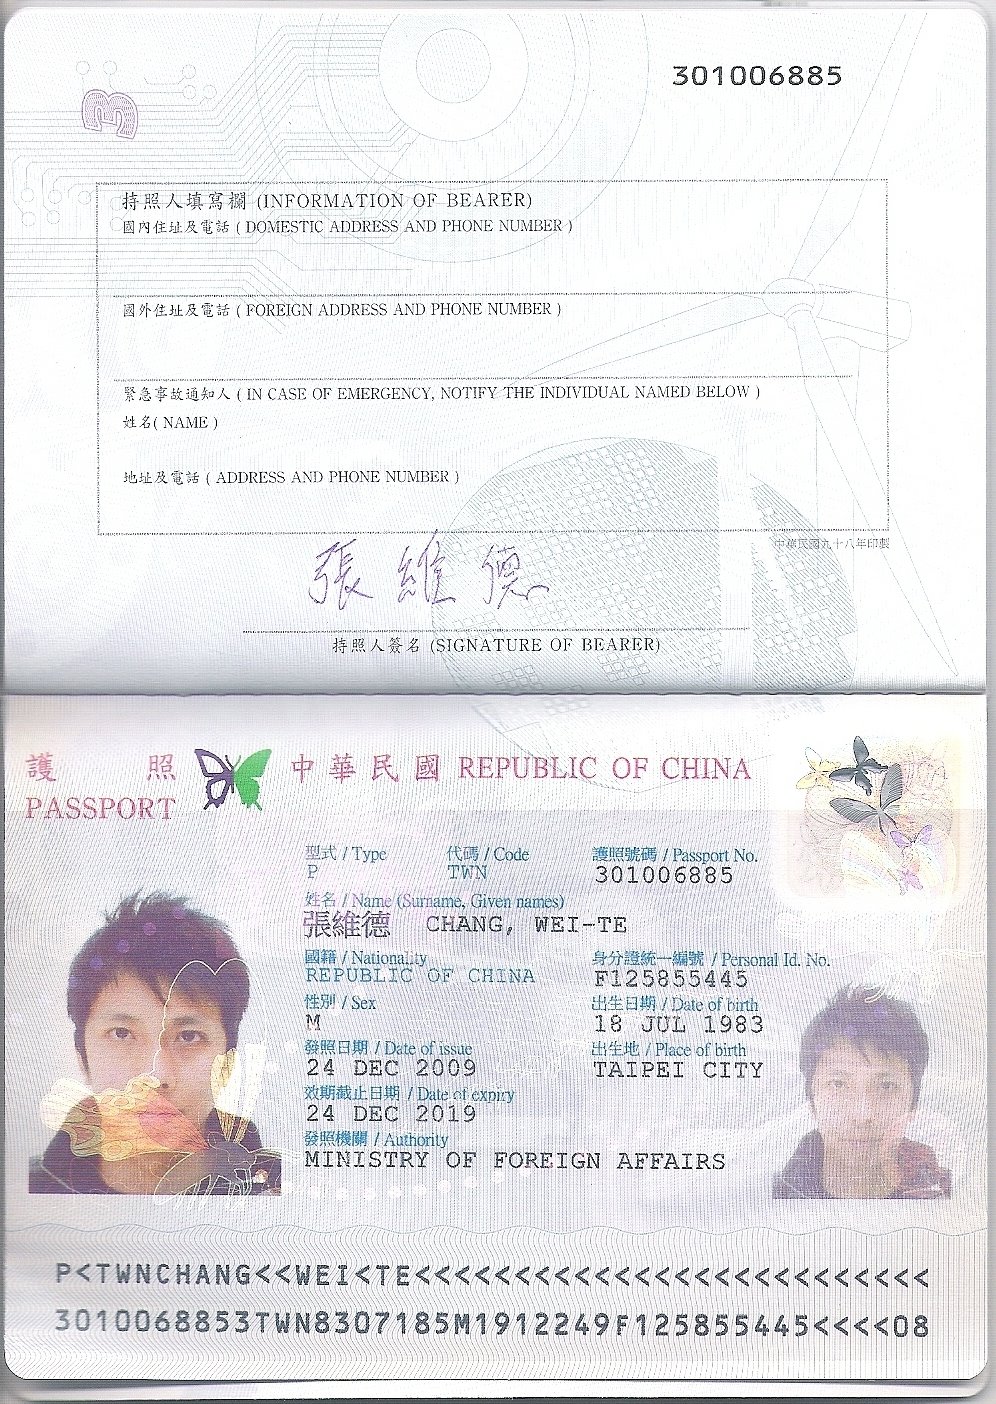 301006885
3
持照人填寫欄 (INFORMATION OF BEARER)
國內住址及電話 ( DOMESTIC ADDRESS AND PHONE NUMBER )
國外住址及電話 ( FOREIGN ADDRESS AND PHONE NUMBER )
緊急事故通知人 ( IN CASE OF EMERGENCY, NOTIFY THE INDIVIDUAL NAMED BELOW )
姓名( NAME )
地址及電話 ( ADDRESS AND PHONE NUMBER )
中華民國九十八年印製
張維德
持照人簽名 (SIGNATURE OF BEARER)
護照 中華民國 REPUBLIC OF CHINA
PASSPORT
型式 / Type 代碼 / Code 護照號碼 / Passport No.
P TWN 301006885
姓名 / Name (Surname, Given names)
張維德 CHANG, WEI-TE
國籍 / Nationality 身分證統一編號 / Personal Id. No.
REPUBLIC OF CHINA F125855445
性別 / Sex 出生日期 / Date of birth
M 18 JUL 1983
發照日期 / Date of issue 出生地 / Place of birth
24 DEC 2009 TAIPEI CITY
效期截止日期 / Date of expiry
24 DEC 2019
發照機關 / Authority
MINISTRY OF FOREIGN AFFAIRS
P<TWNCHANG<<WEI<TE<<<<<<<<<<<<<<<<<<<<<<<<<<
3010068853TWN8307185M1912249F125855445<<<<08